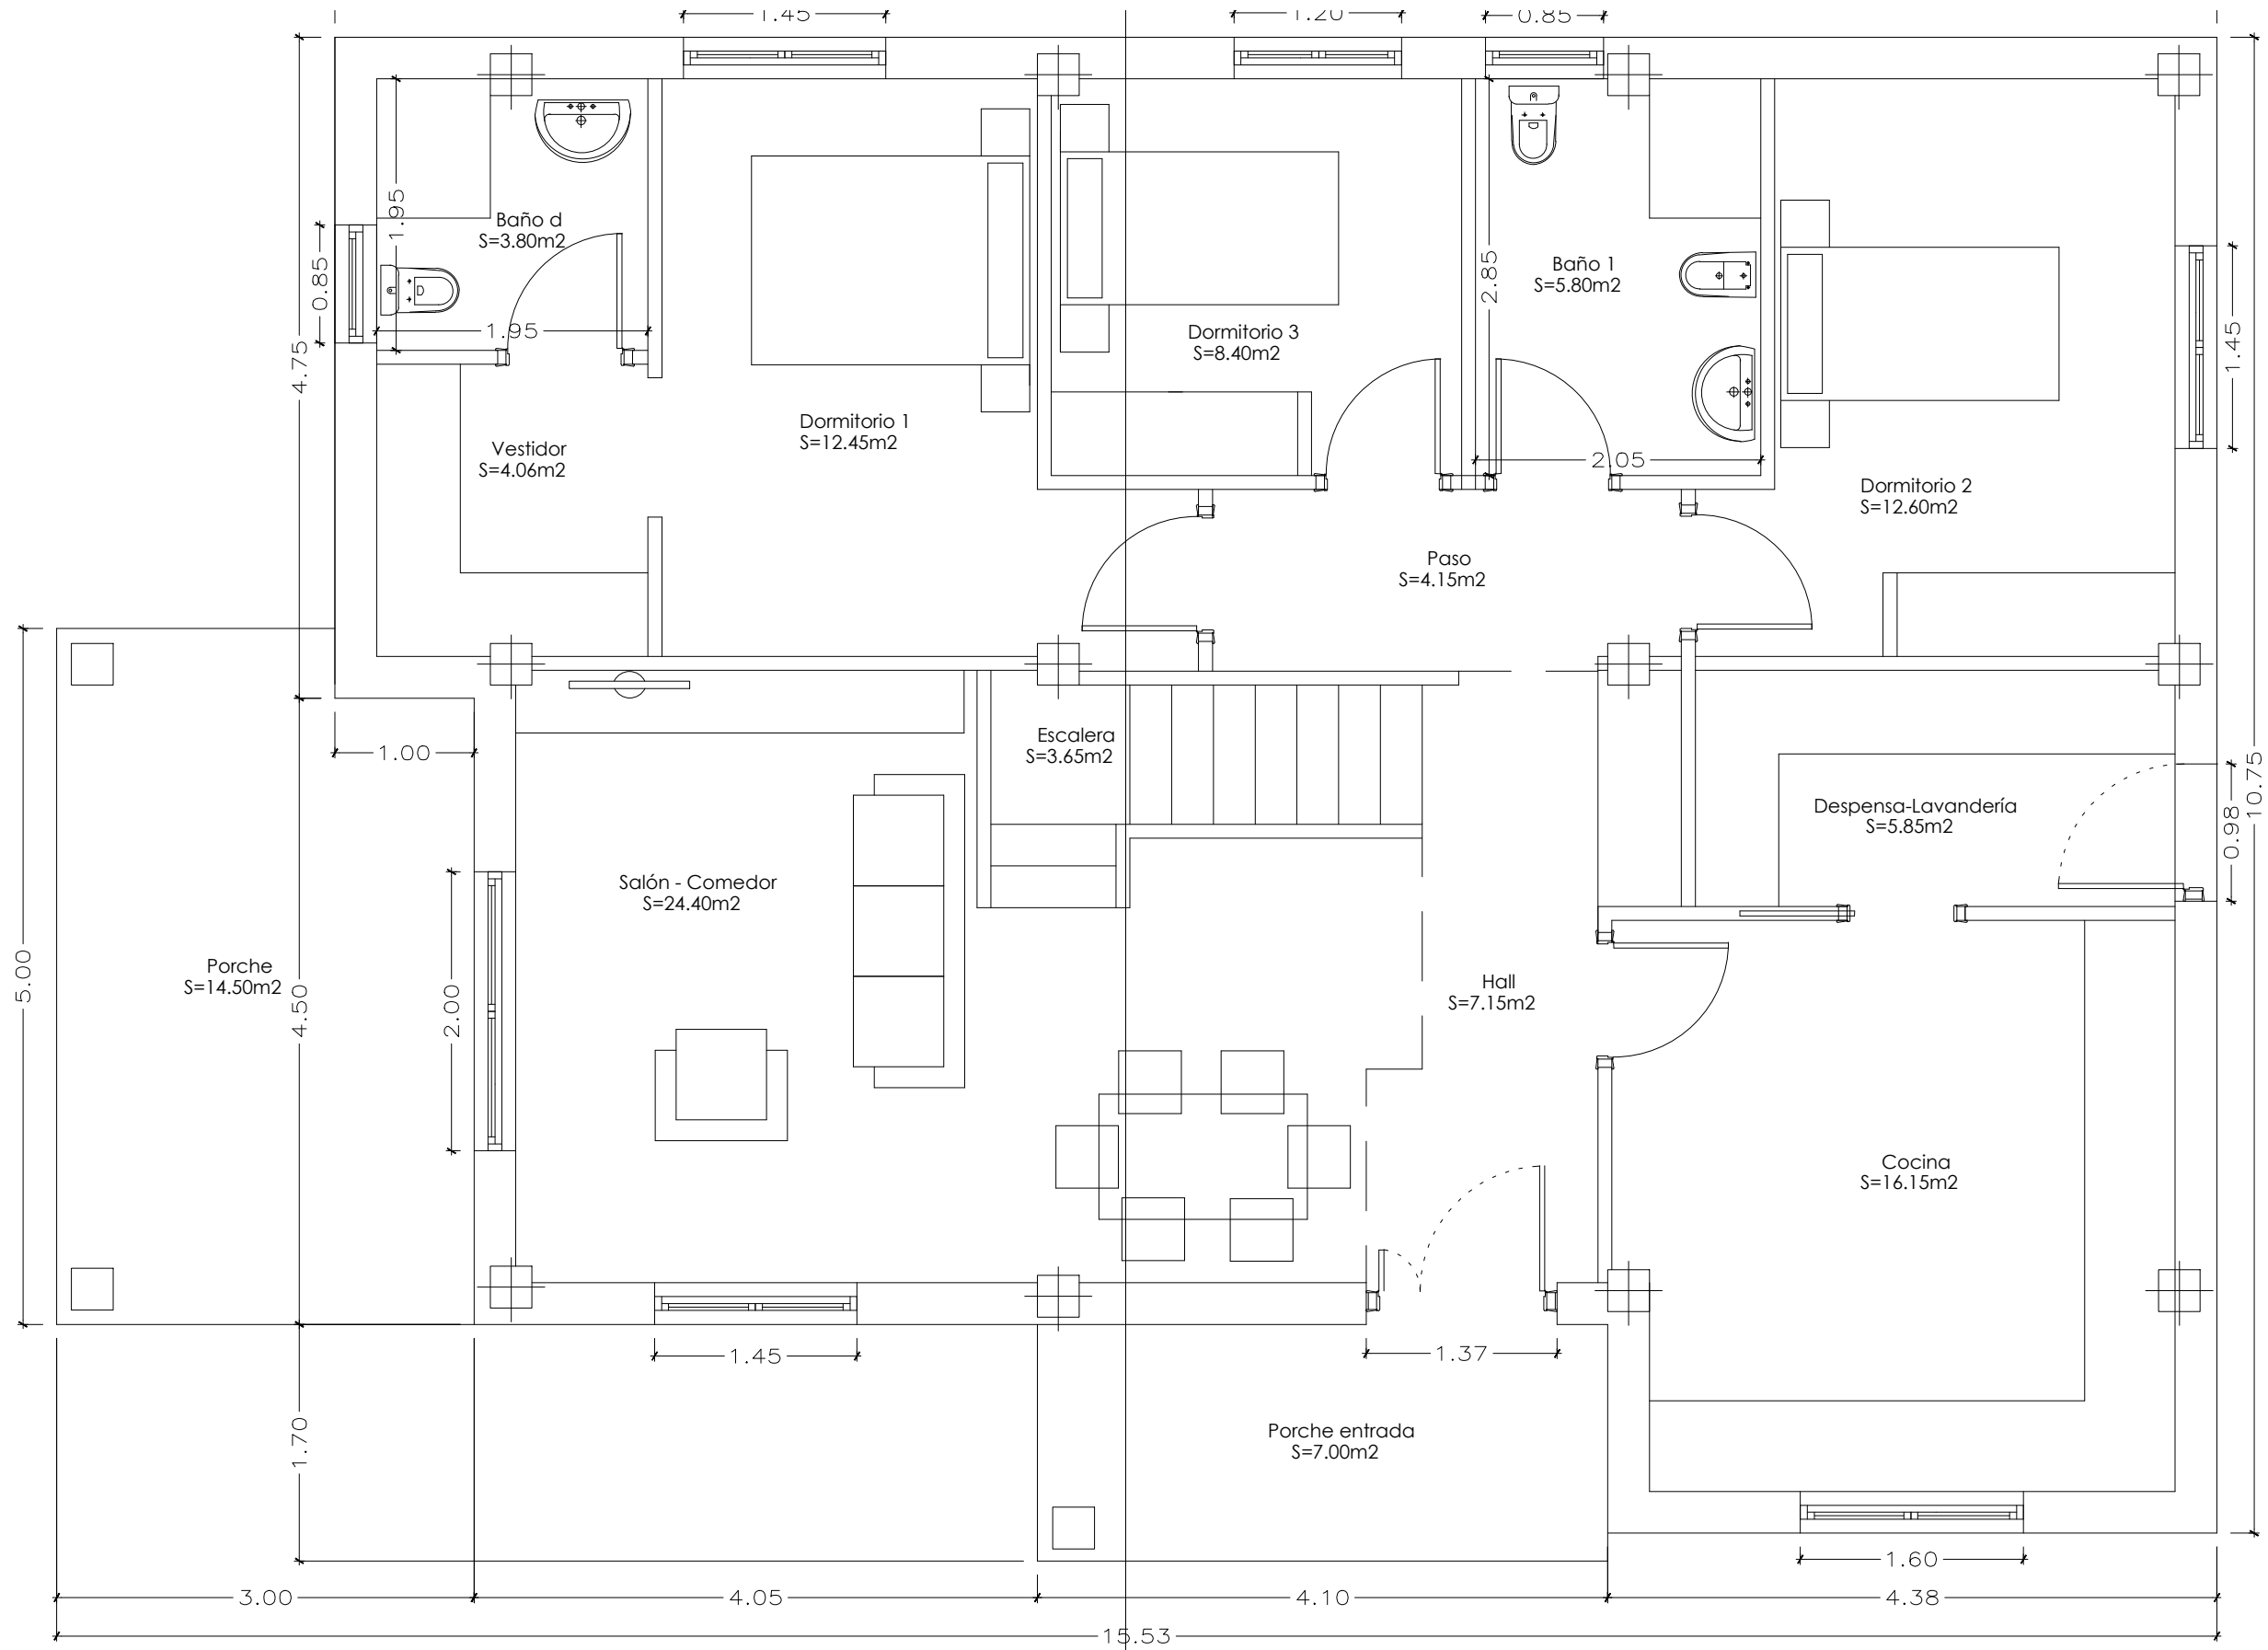 1.45
1.20
0.85
Baño d
S=3.80m2
1.95
1.95
0.85
4.75
Vestidor
S=4.06m2
Dormitorio 1
S=12.45m2
Dormitorio 3
S=8.40m2
Baño 1
S=5.80m2
2.85
2.05
Dormitorio 2
S=12.60m2
1.45
Paso
S=4.15m2
1.00
Escalera
S=3.65m2
Despensa-Lavandería
S=5.85m2
0.98
10.75
Salón - Comedor
S=24.40m2
Porche
S=14.50m2
5.00
4.50
2.00
Hall
S=7.15m2
Cocina
S=16.15m2
1.45
1.37
1.70
Porche entrada
S=7.00m2
1.60
3.00
4.05
4.10
4.38
15.53